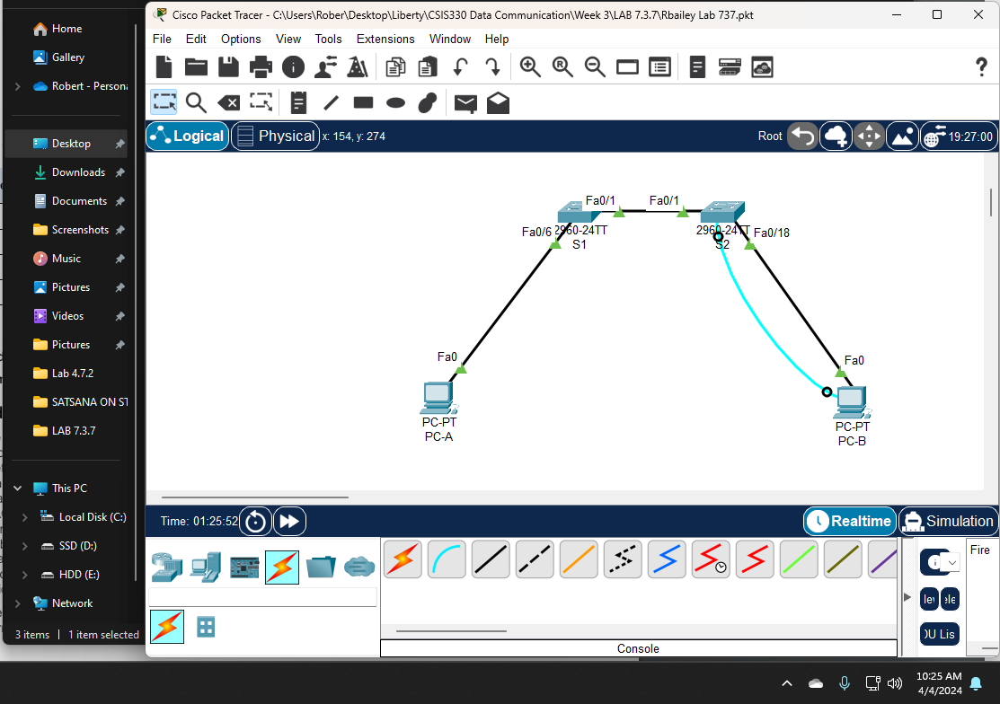 Cisco Packet Tracer - C:\Users\Rober\Desktop\Liberty\CSIS330 Data Communication\Week 3\LAB 7.3.7\Rbailey Lab 737.pkt
File Edit Options View Tools Extensions Window Help
Home
Gallery
Robert - Persona
Desktop
Downloads
Documents
Screenshots
Music
Pictures
Videos
Pictures
Lab 4.7.2
SATSANA ON ST
LAB 7.3.7
This PC
Local Disk (C:)
SSD (D:)
HDD (E:)
Network
3 items | 1 item selected
Logical Physical x: 154, y: 274
Root 19:27:00
Fa0/1 Fa0/1
Fa0/6 2960-24TT
S1
2960-24TT Fa0/18
S2
Fa0
PC-PT
PC-A
Fa0
PC-PT
PC-B
Time: 01:25:52
Realtime Simulation
Fire
DU Lis
Console
10:25 AM
4/4/2024